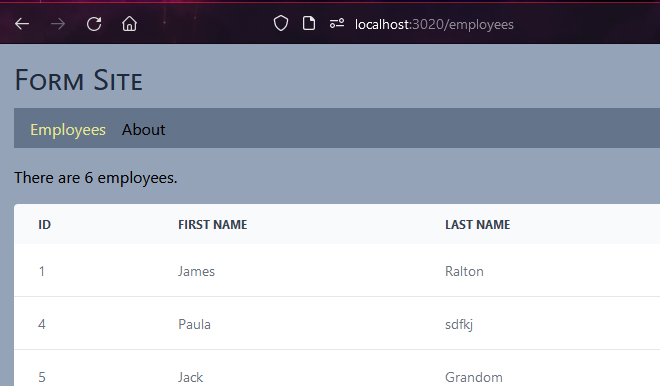 localhost:3020/employees
Form Site
Employees About
There are 6 employees.
ID FIRST NAME LAST NAME
1 James Ralton
4 Paula sdfkj
5 Jack Grandom